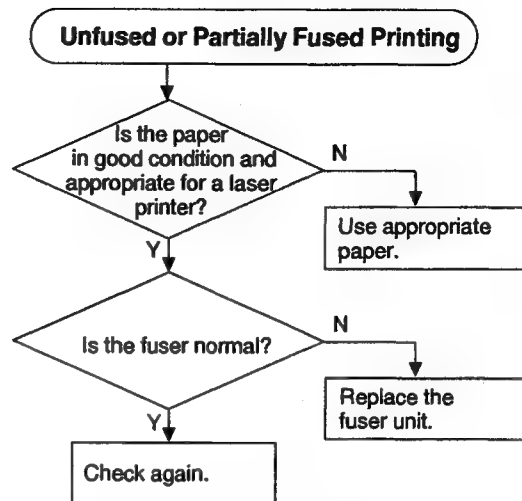 Unfused or Partially Fused Printing
Is the paper
in good condition and
appropriate for a laser
printer?
N
Use appropriate
paper.
Y
Is the fuser normal?
N
Replace the
fuser unit.
Y
Check again.